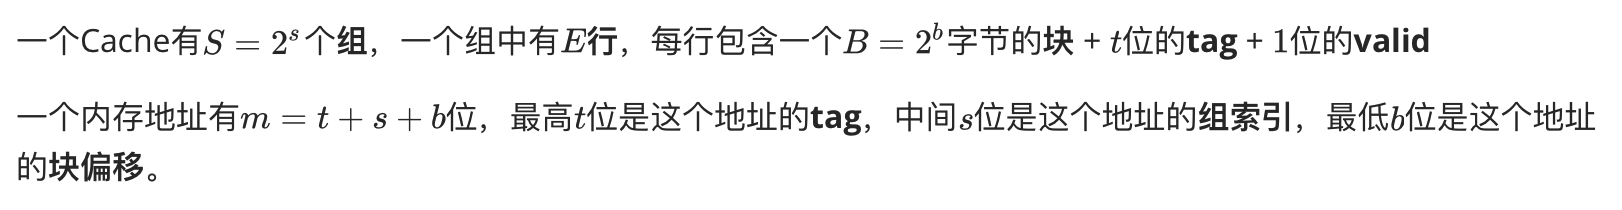 一个Cache有S = 2^s个组，一个组中有E行，每行包含一个B = 2^b字节的块 + t位的tag + 1位的valid
一个内存地址有m = t + s + b位，最高t位是这个地址的tag，中间s位是这个地址的组索引，最低b位是这个地址
的块偏移。